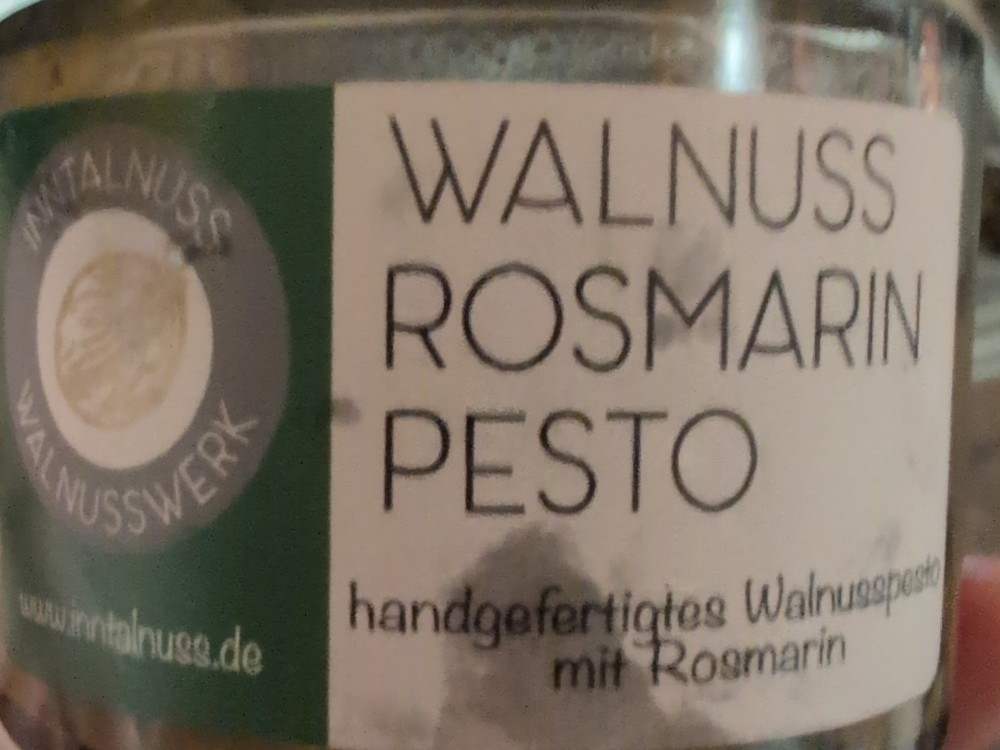 INNTALNUSS
WALNUSSWERK
www.inntalnuss.de
WALNUSS
ROSMARIN
PESTO
handgefertigtes Walnusspesto
mit Rosmarin